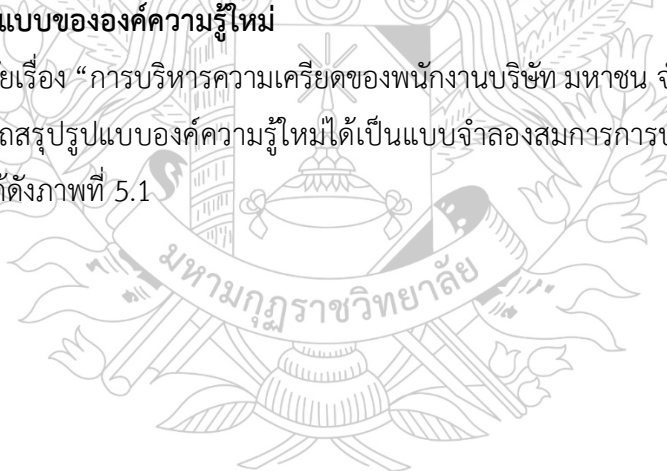 แบบขององค์ความรู้ใหม่
ัยเรื่อง “การบริหารความเครียดของพนักงานบริษัท มหาชน จ
ถสรุปรูปแบบองค์ความรู้ใหม่ได้เป็นแบบจำลองสมการการบ
ด้ดังภาพที่ 5.1
มหามกุฏราชวิทยาลัย